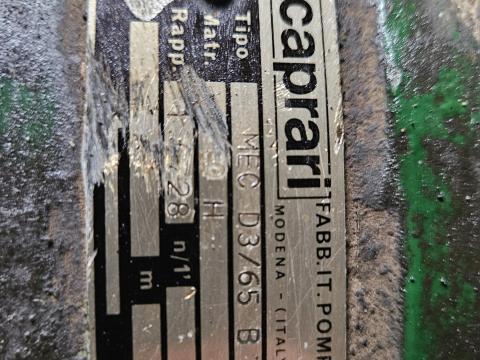 caprari
FABB.IT. POMP
MODENA - (ITAL
Tipo MEC D3/65 B
Matr. H
Rapp. 28 n/1'
m